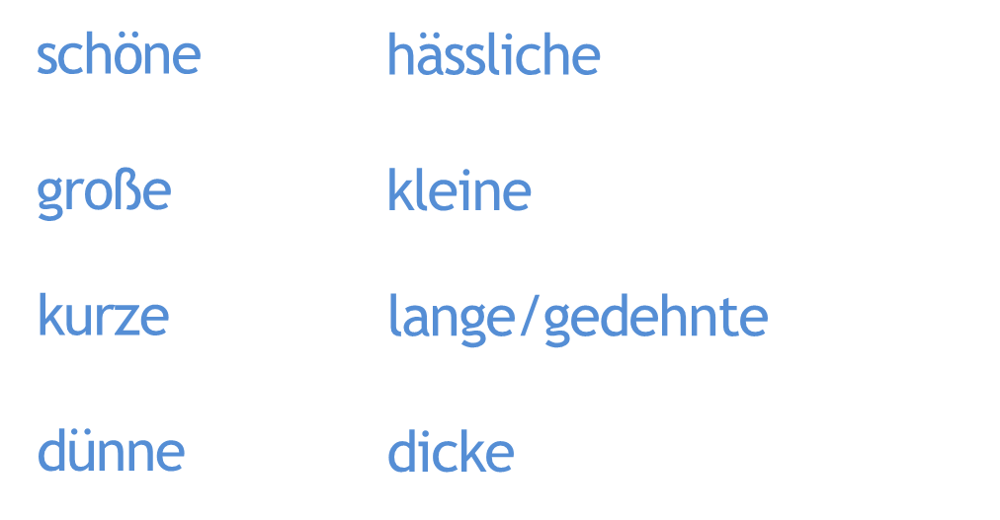 schöne hässliche
große kleine
kurze lange/gedehnte
dünne dicke